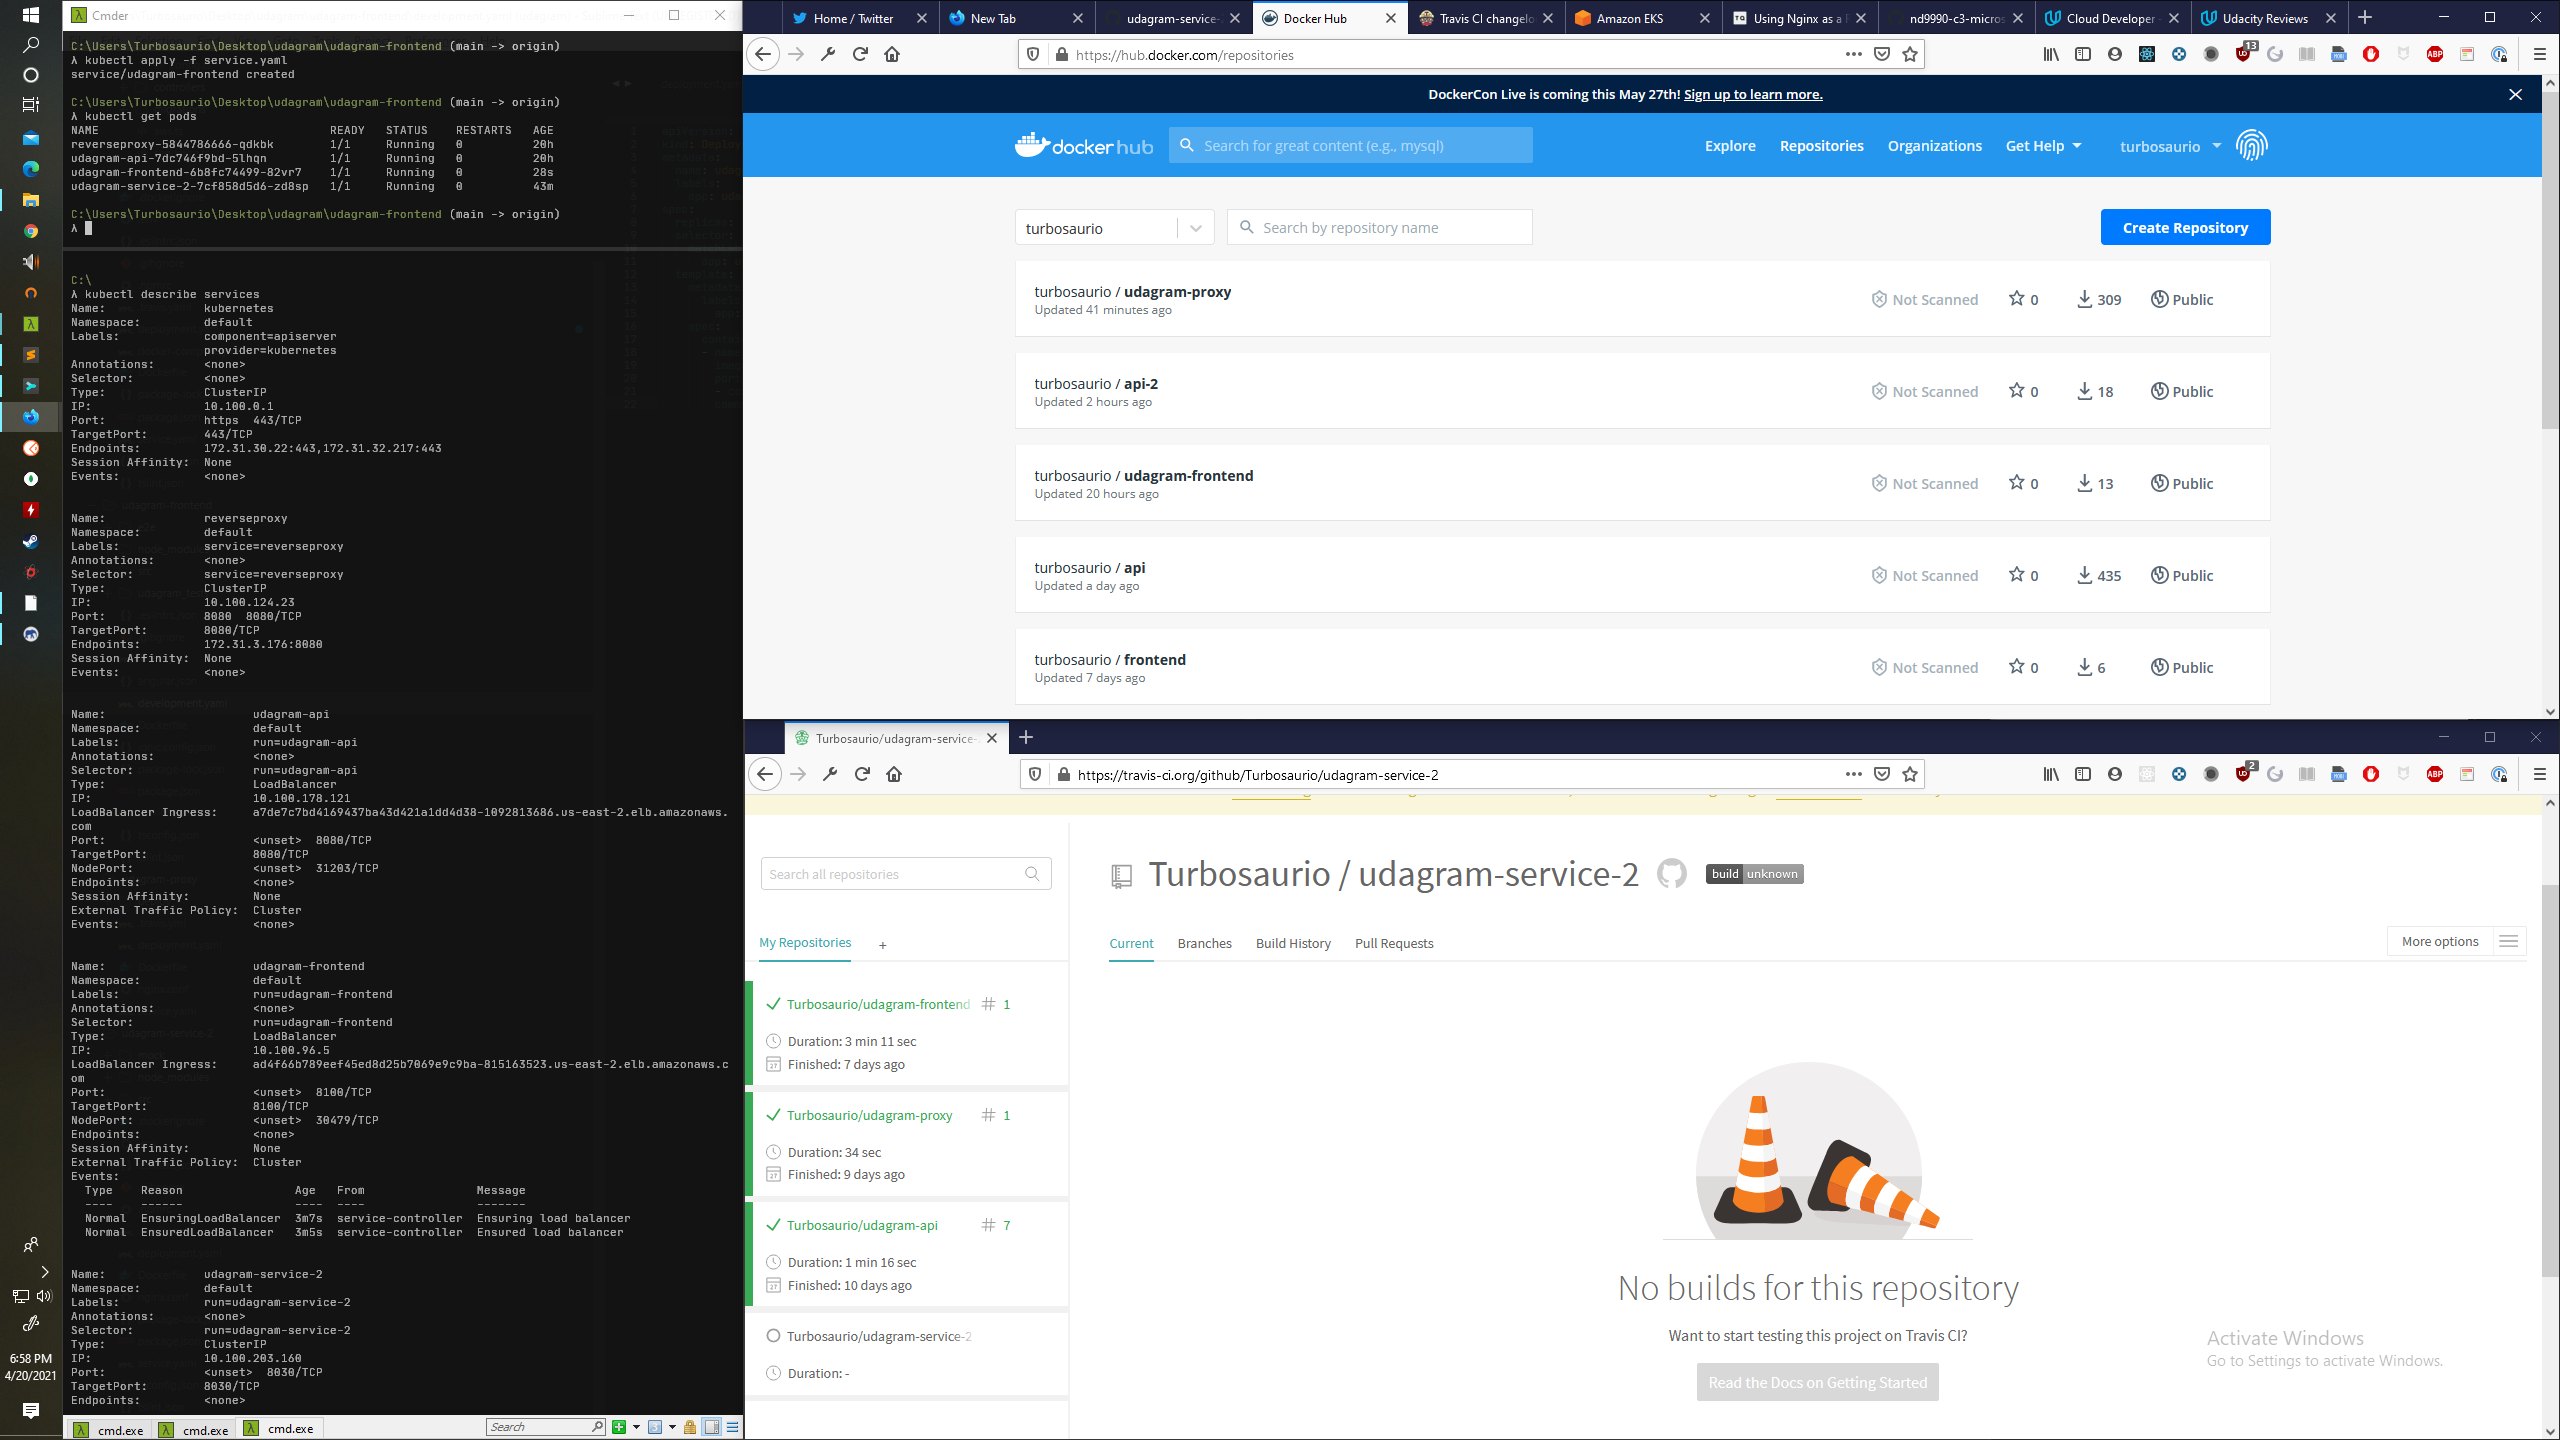 Cmder
C:\Users\Turbosaurio\Desktop\udagram\udagram-frontend (main -> origin)
λ kubectl apply -f service.yaml
service/udagram-frontend created
C:\Users\Turbosaurio\Desktop\udagram\udagram-frontend (main -> origin)
λ kubectl get pods
NAME READY STATUS RESTARTS AGE
reverseproxy-5844786666-qdkbk 1/1 Running 0 20h
udagram-api-7dc746f9bd-5lhqn 1/1 Running 0 20h
udagram-frontend-6b8fc74499-82vr7 1/1 Running 0 28s
udagram-service-2-7cf858d5d6-zd8sp 1/1 Running 0 43m
C:\Users\Turbosaurio\Desktop\udagram\udagram-frontend (main -> origin)
λ
C:\
λ kubectl describe services
Name: kubernetes
Namespace: default
Labels: component=apiserver
provider=kubernetes
Annotations: <none>
Selector: <none>
Type: ClusterIP
IP: 10.100.0.1
Port: https 443/TCP
TargetPort: 443/TCP
Endpoints: 172.31.30.22:443,172.31.32.217:443
Session Affinity: None
Events: <none>
Name: reverseproxy
Namespace: default
Labels: service=reverseproxy
Annotations: <none>
Selector: service=reverseproxy
Type: ClusterIP
IP: 10.100.124.23
Port: 8080 8080/TCP
TargetPort: 8080/TCP
Endpoints: 172.31.3.176:8080
Session Affinity: None
Events: <none>
Name: udagram-api
Namespace: default
Labels: run=udagram-api
Annotations: <none>
Selector: run=udagram-api
Type: LoadBalancer
IP: 10.100.178.121
LoadBalancer Ingress: a7de7c7bd4169437ba43d421a1dd4d38-1092813686.us-east-2.elb.amazonaws.
com
Port: <unset> 8080/TCP
TargetPort: 8080/TCP
NodePort: <unset> 31203/TCP
Endpoints: <none>
Session Affinity: None
External Traffic Policy: Cluster
Events: <none>
Name: udagram-frontend
Namespace: default
Labels: run=udagram-frontend
Annotations: <none>
Selector: run=udagram-frontend
Type: LoadBalancer
IP: 10.100.96.5
LoadBalancer Ingress: ad4f66b789eef45ed8d25b7069e9c9ba-815163523.us-east-2.elb.amazonaws.c
om
Port: <unset> 8100/TCP
TargetPort: 8100/TCP
NodePort: <unset> 30479/TCP
Endpoints: <none>
Session Affinity: None
External Traffic Policy: Cluster
Events:
Type Reason Age From Message
---- ------ ---- ---- -------
Normal EnsuringLoadBalancer 3m7s service-controller Ensuring load balancer
Normal EnsuredLoadBalancer 3m5s service-controller Ensured load balancer
Name: udagram-service-2
Namespace: default
Labels: run=udagram-service-2
Annotations: <none>
Selector: run=udagram-service-2
Type: ClusterIP
IP: 10.100.203.160
Port: <unset> 8030/TCP
TargetPort: 8030/TCP
Endpoints: <none>
cmd.exe cmd.exe cmd.exe Search
6:58 PM
4/20/2021
Home / Twitter New Tab udagram-service- Docker Hub Travis CI changelo Amazon EKS Using Nginx as a R nd9990-c3-micros Cloud Developer - Udacity Reviews
https://hub.docker.com/repositories
13
DockerCon Live is coming this May 27th! Sign up to learn more.
docker hub Search for great content (e.g., mysql) Explore Repositories Organizations Get Help turbosaurio
turbosaurio Search by repository name Create Repository
turbosaurio / udagram-proxy Not Scanned 0 309 Public
Updated 41 minutes ago
turbosaurio / api-2 Not Scanned 0 18 Public
Updated 2 hours ago
turbosaurio / udagram-frontend Not Scanned 0 13 Public
Updated 20 hours ago
turbosaurio / api Not Scanned 0 435 Public
Updated a day ago
turbosaurio / frontend Not Scanned 0 6 Public
Updated 7 days ago
Turbosaurio/udagram-service-
https://travis-ci.org/github/Turbosaurio/udagram-service-2
2
Search all repositories
My Repositories +
Turbosaurio/udagram-frontend # 1
Duration: 3 min 11 sec
Finished: 7 days ago
Turbosaurio/udagram-proxy # 1
Duration: 34 sec
Finished: 9 days ago
Turbosaurio/udagram-api # 7
Duration: 1 min 16 sec
Finished: 10 days ago
Turbosaurio/udagram-service-2
Duration: -
Turbosaurio / udagram-service-2 build unknown
Current Branches Build History Pull Requests More options
No builds for this repository
Want to start testing this project on Travis CI?
Read the Docs on Getting Started
Activate Windows
Go to Settings to activate Windows.